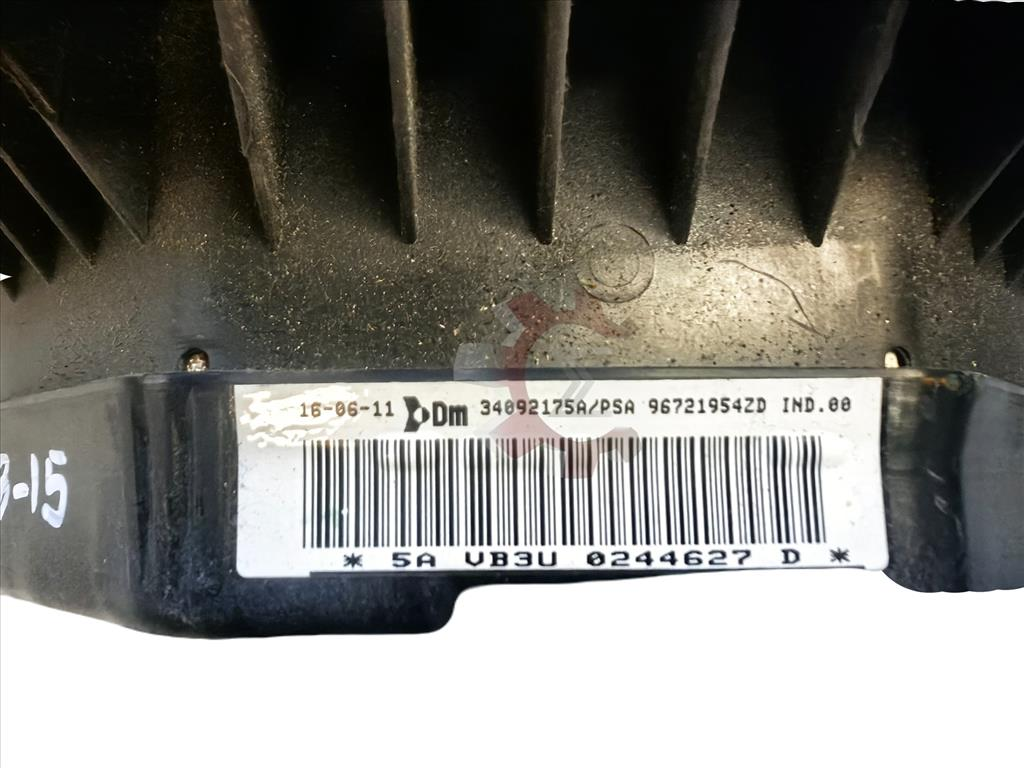 16-06-11 Dm 34092175A/PSA 96721954ZD IND.00
* 5A VB3U 0244627 D *
-15